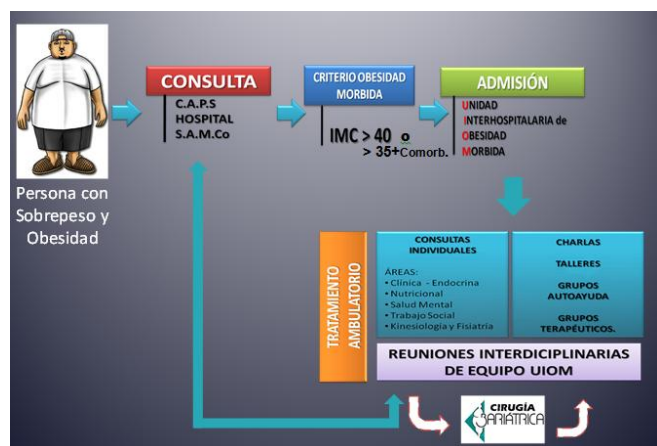 CONSULTA
C.A.P.S
HOSPITAL
S.A.M.Co
CRITERIO OBESIDAD
MORBIDA
IMC > 40 o
> 35+Comorb.
ADMISIÓN
UNIDAD
INTERHOSPITALARIA de
OBESIDAD
MORBIDA
Persona con
Sobrepeso y
Obesidad
TRATAMIENTO
AMBULATORIO
CONSULTAS
INDIVIDUALES
ÁREAS:
• Clínica - Endocrina
• Nutricional
• Salud Mental
• Trabajo Social
• Kinesiología y Fisiatría
CHARLAS
TALLERES
GRUPOS
AUTOAYUDA
GRUPOS
TERAPÉUTICOS.
REUNIONES INTERDICIPLINARIAS
DE EQUIPO UIOM
CIRUGÍA
BARIÁTRICA